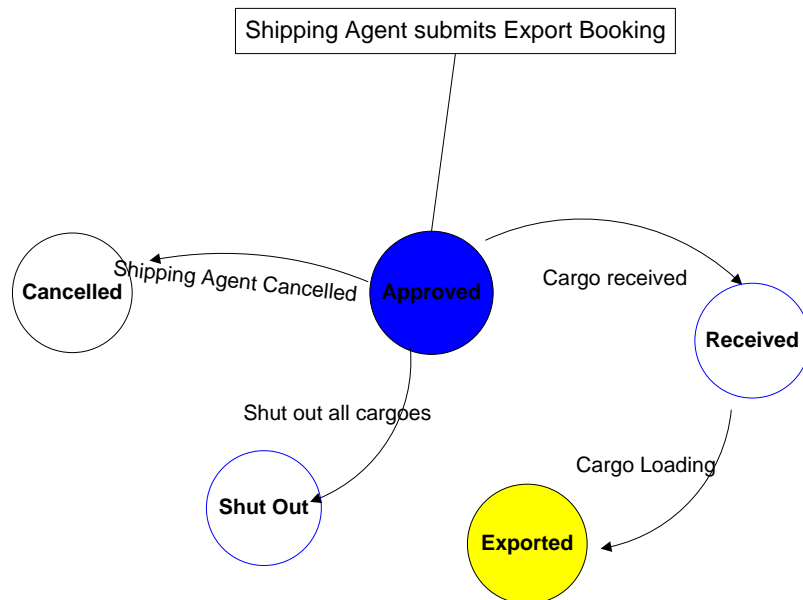 Shipping Agent submits Export Booking
Shipping Agent Cancelled
Cancelled
Approved
Cargo received
Received
Shut out all cargoes
Cargo Loading
Shut Out
Exported